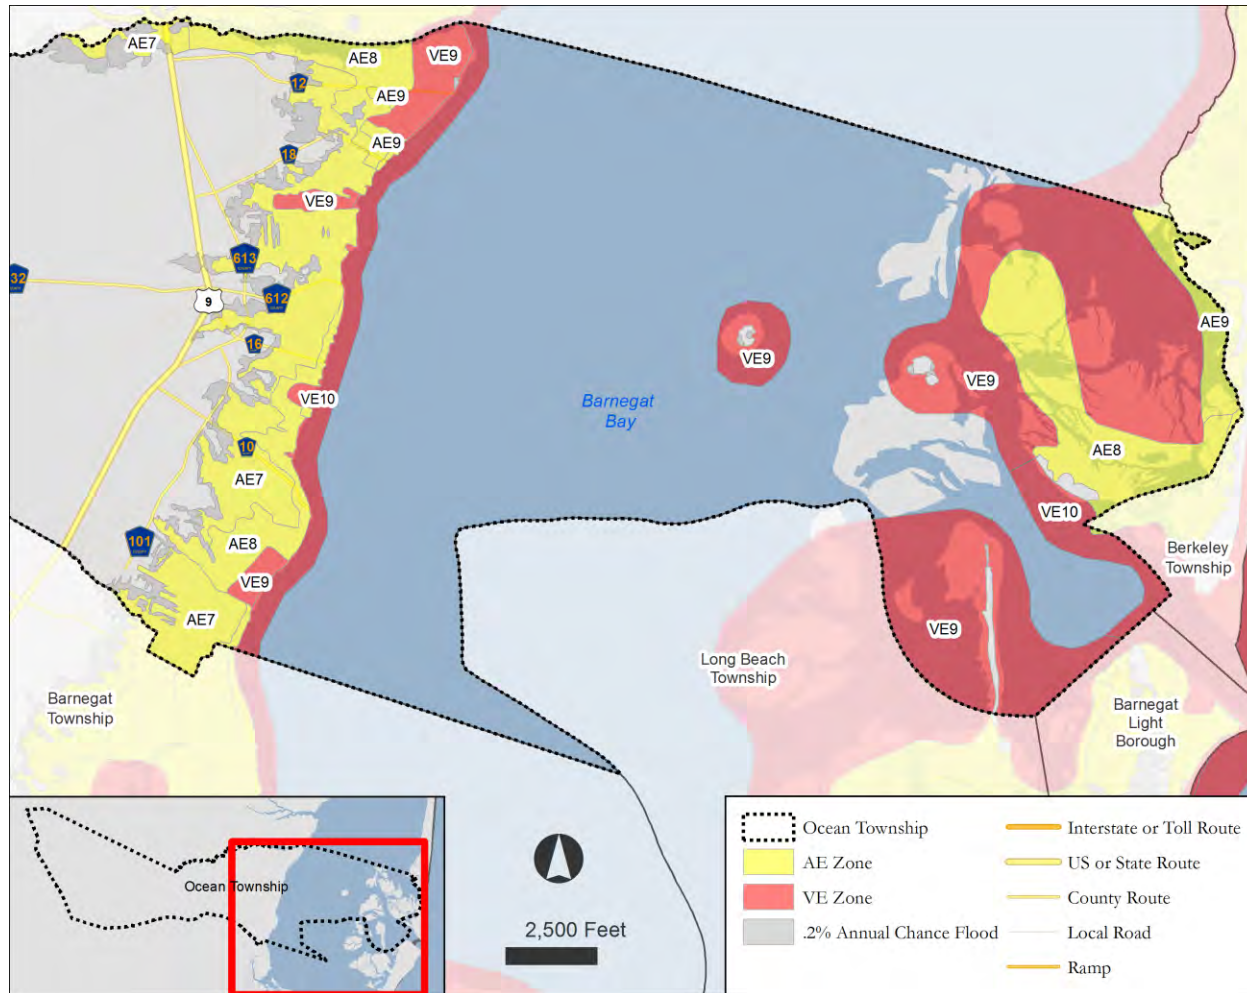 AE7
AE8
VE9
12
AE9
AE9
18
VE9
613
32
612
9
16
VE9
AE9
VE9
VE10
Barnegat
Bay
10
AE7
AE8
VE10
101
AE8
VE9
AE7
VE9
Berkeley
Township
Long Beach
Township
Barnegat
Township
Barnegat
Light
Borough
Ocean Township
2,500 Feet
Ocean Township
AE Zone
VE Zone
.2% Annual Chance Flood
Interstate or Toll Route
US or State Route
County Route
Local Road
Ramp